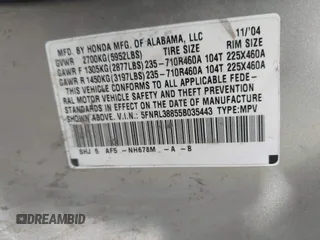 MFD. BY HONDA MFG. OF ALABAMA, LLC 11/'04
GVWR 2700KG(5952LBS) TIRE SIZE RIM SIZE
GAWR F 1305KG(2877LBS) 235-710R460A 104T 225X460A
GAWR R 1450KG(3197LBS) 235-710R460A 104T 225X460A
THIS VEHICLE CONFORMS TO ALL APPLICABLE FEDE-
RAL MOTOR VEHICLE SAFETY AND THEFT PREVENTION
STANDARDS IN EFFECT ON THE DATE OF MANUFACTURE
SHOWN ABOVE. V.I.N.: 5FNRL38855B035443 TYPE:MPV
SHJ 5 AF5 -NH678M -A -B
AUTOBIDMASTER